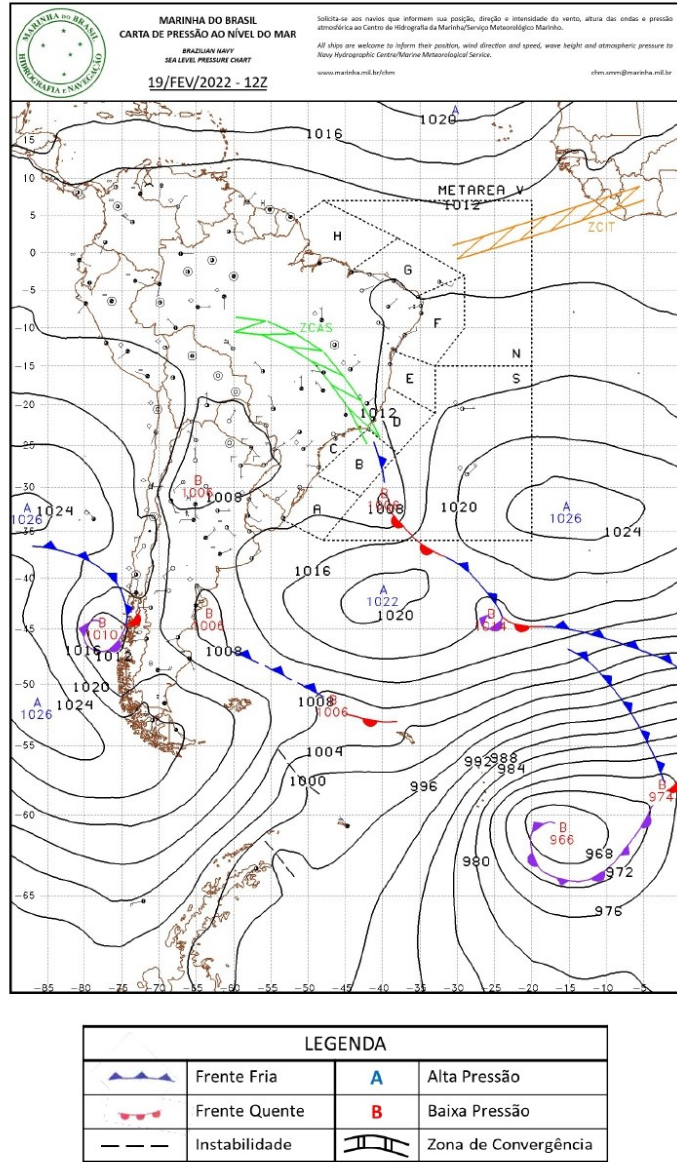 MARINHA DO BRASIL
HIDROGRAFIA e NAVEGAÇÃO
MARINHA DO BRASIL
CARTA DE PRESSÃO AO NÍVEL DO MAR
BRAZILIAN NAVY
SEA LEVEL PRESSURE CHART
19/FEV/2022 - 12Z
Solicita-se aos navios que informem sua posição, direção e intensidade do vento, altura das ondas e pressão
atmosférica ao Centro de Hidrografia da Marinha/Serviço Meteorológico Marinho.
All ships are welcome to inform their position, wind direction and speed, wave height and atmospheric pressure to
Navy Hydrographic Centre/Marine Meteorological Service.
www.marinha.mil.br/chm chm.smm@marinha.mil.br
A
1020
1016
15
10
METAREA V
1012
5
ZCIT
H
0
G
-5
ZCAS
F
-10
N
-15
E
S
-20
1012
D
-25
C
B
B
1006
1008
B
1008
-30
A
1026
1024
A
1020
A
1026
1024
-35
1016
-40
A
1022
1020
B
1010
B
1006
B
-45
1016
1012
1008
1020
-50
1024
A
1026
1008
B
1006
-55
1004
992
988
984
1000
996
B
974
-60
B
966
968
980
972
-65
976
-85 -80 -75 -70 -65 -60 -55 -50 -45 -40 -35 -30 -25 -20 -15 -10 -5
LEGENDA
Frente Fria A Alta Pressão
Frente Quente B Baixa Pressão
Instabilidade Zona de Convergência